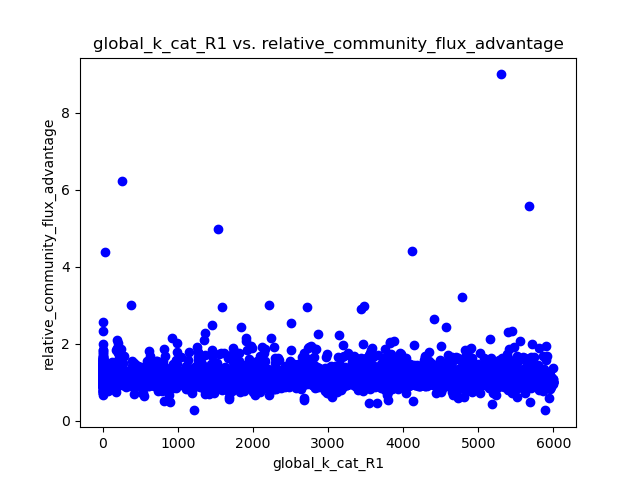 global_k_cat_R1 vs. relative_community_flux_advantage
relative_community_flux_advantage
8
6
4
2
0
0 1000 2000 3000 4000 5000 6000
global_k_cat_R1